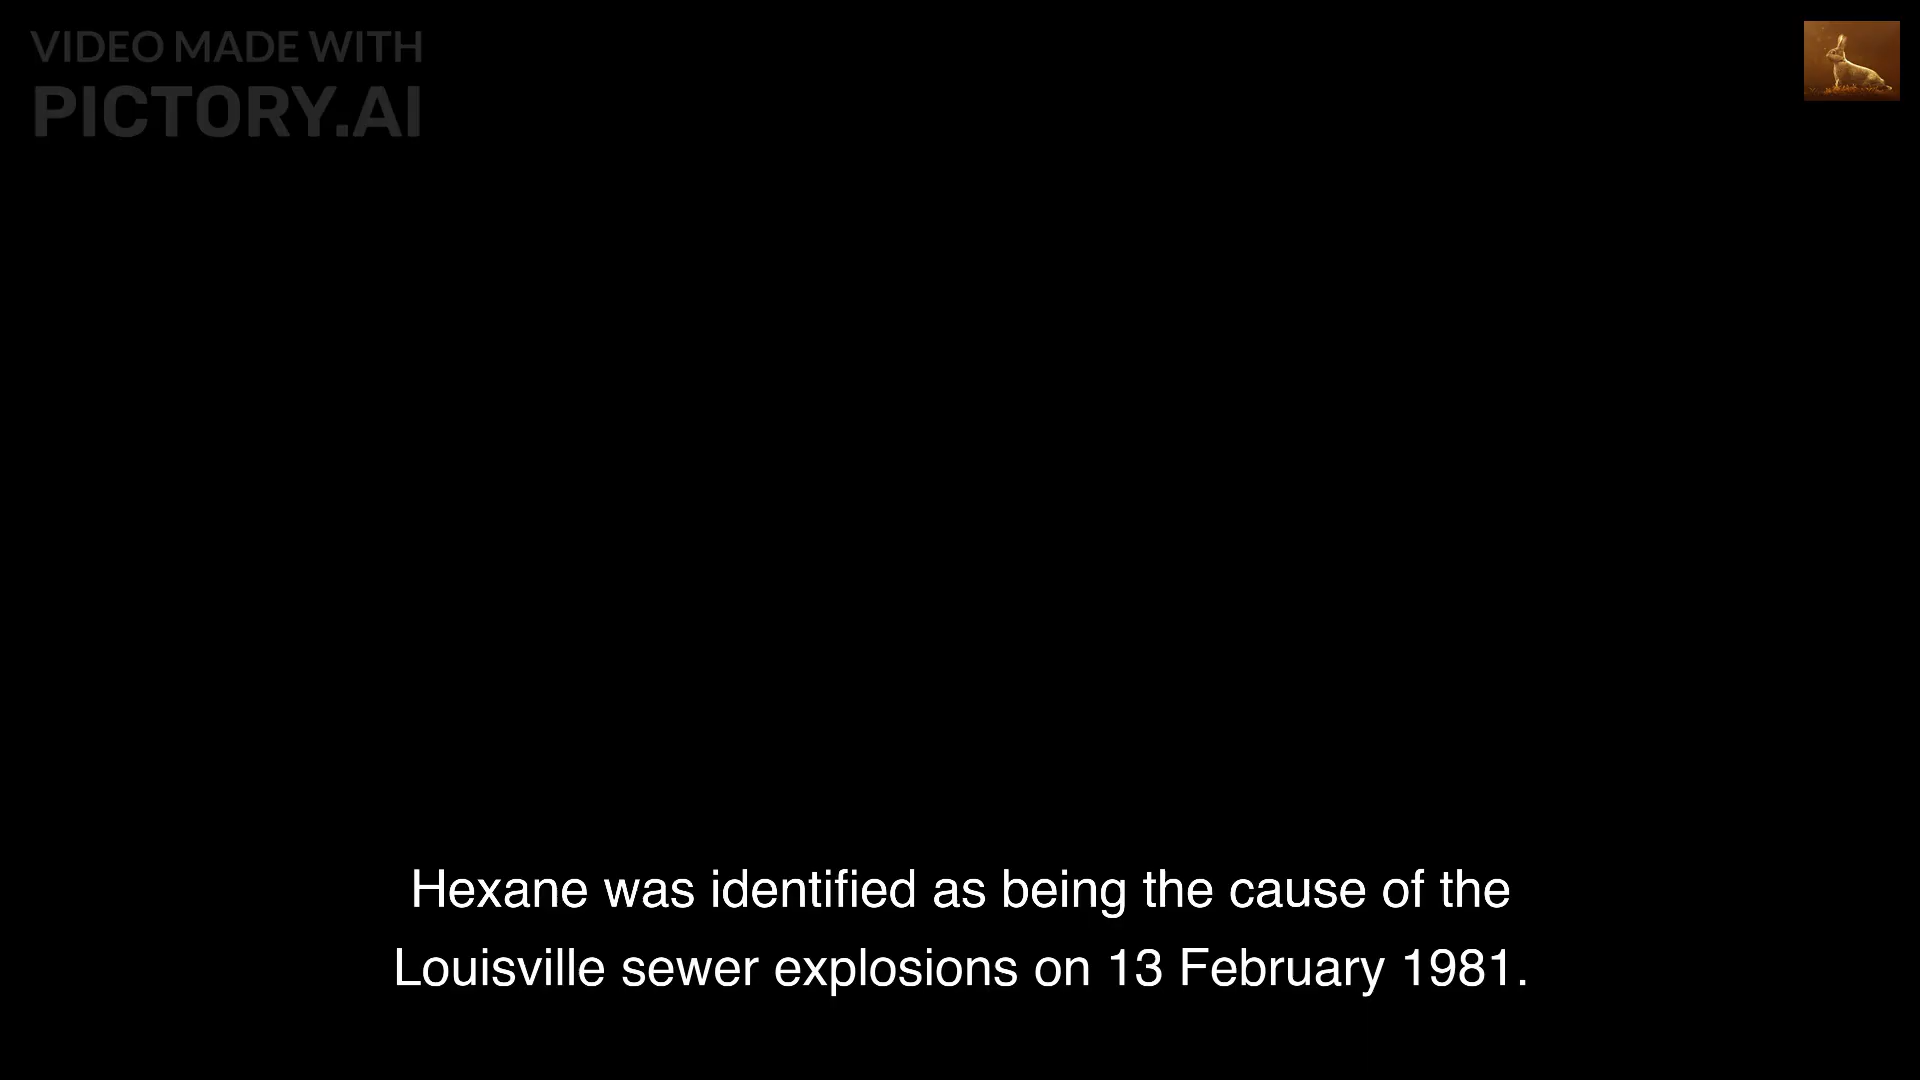 VIDEO MADE WITH
PICTORY.AI
Hexane was identified as being the cause of the
Louisville sewer explosions on 13 February 1981.